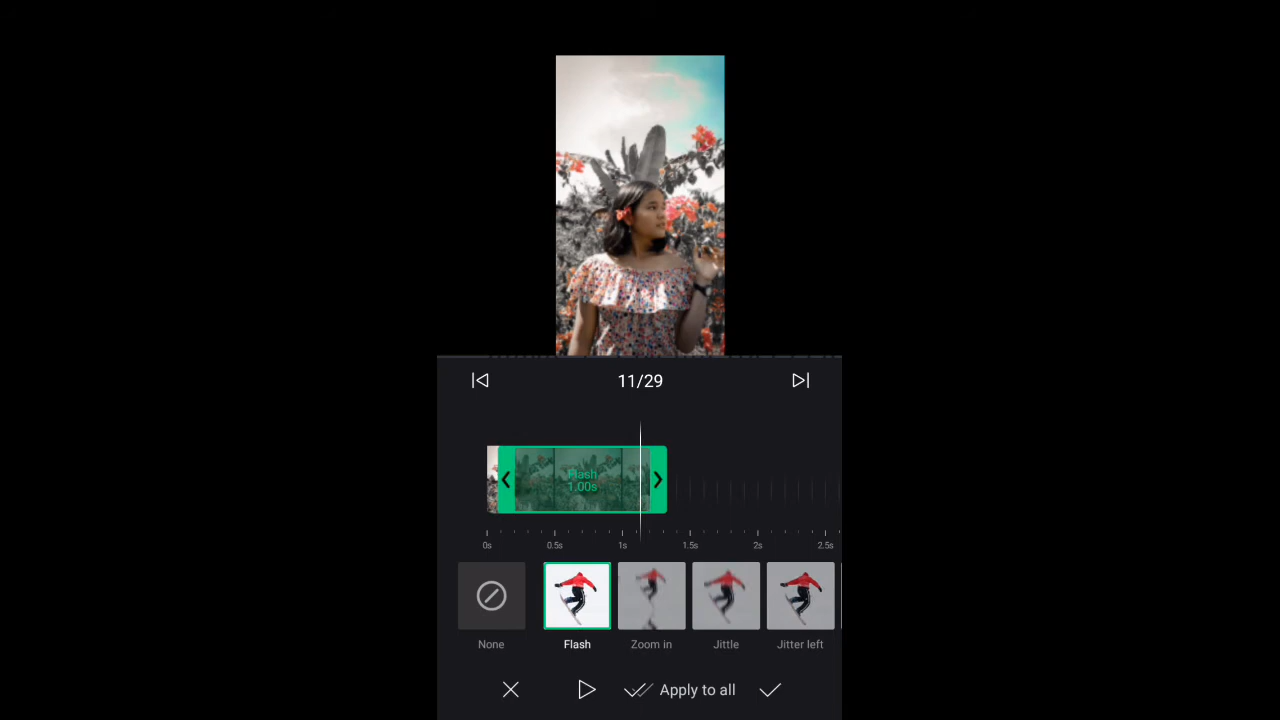 11/29
Flash
1.00s
0s 0.5s 1s 1.5s 2s 2.5s
None Flash Zoom in Jittle Jitter left
Apply to all